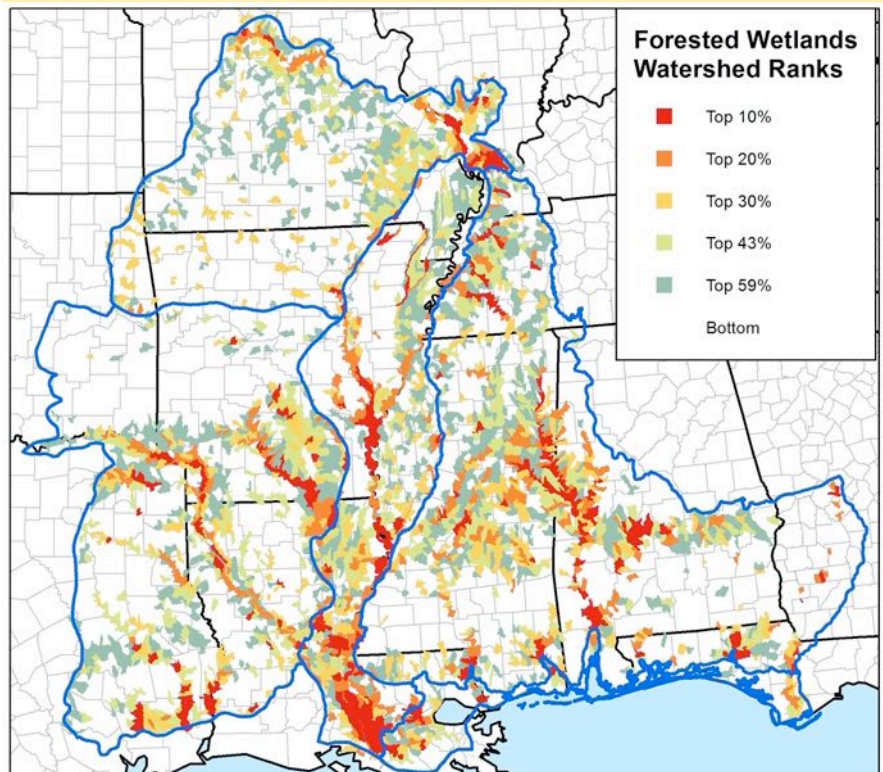 Forested Wetlands
Watershed Ranks
Top 10%
Top 20%
Top 30%
Top 43%
Top 59%
Bottom